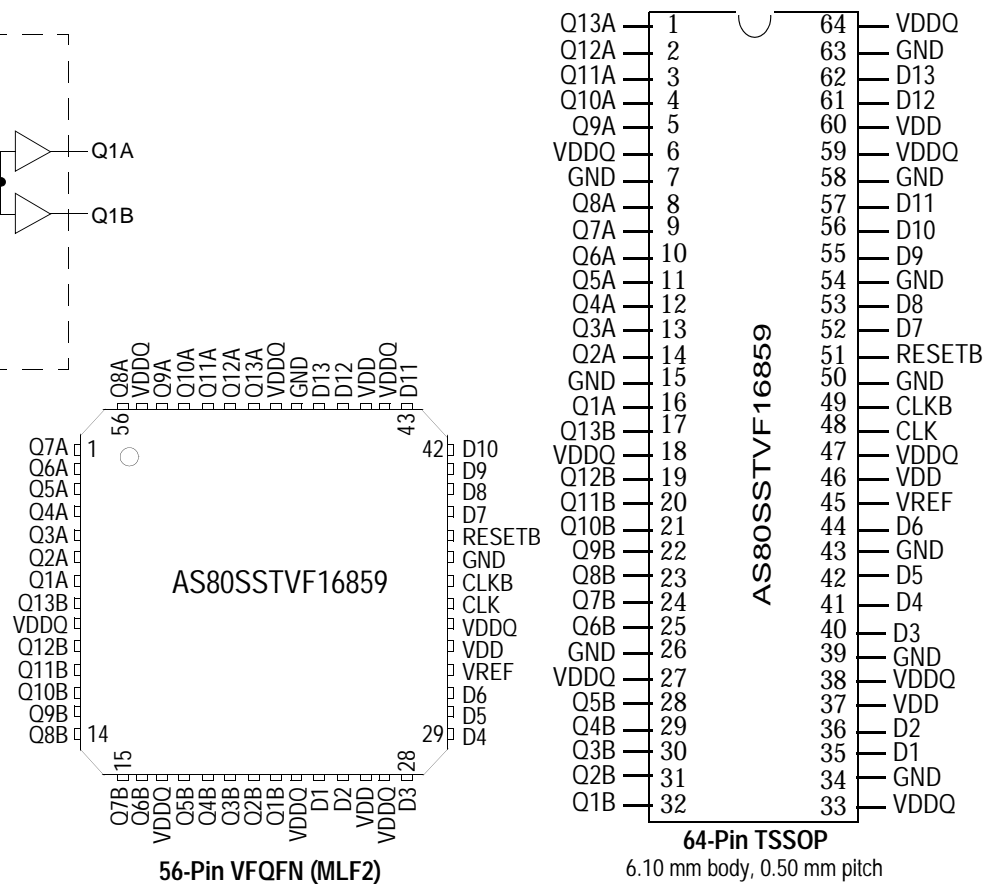 Q1A
Q1B
Q8A
VDDQ
Q9A
Q10A
Q11A
Q12A
Q13A
VDDQ
GND
D13
D12
VDD
VDDQ
D11
56
43
Q7A 1
Q6A
Q5A
Q4A
Q3A
Q2A
Q1A
Q13B
VDDQ
Q12B
Q11B
Q10B
Q9B
Q8B 14
AS80SSTVF16859
42 D10
D9
D8
D7
RESETB
GND
CLKB
CLK
VDDQ
VDD
VREF
D6
D5
29 D4
15
28
Q7B
Q6B
VDDQ
Q5B
Q4B
Q3B
Q2B
Q1B
VDDQ
D1
D2
VDD
VDDQ
D3
56-Pin VFQFN (MLF2)
Q13A 1
Q12A 2
Q11A 3
Q10A 4
Q9A 5
VDDQ 6
GND 7
Q8A 8
Q7A 9
Q6A 10
Q5A 11
Q4A 12
Q3A 13
Q2A 14
GND 15
Q1A 16
Q13B 17
VDDQ 18
Q12B 19
Q11B 20
Q10B 21
Q9B 22
Q8B 23
Q7B 24
Q6B 25
GND 26
VDDQ 27
Q5B 28
Q4B 29
Q3B 30
Q2B 31
Q1B 32
AS80SSTVF16859
64 VDDQ
63 GND
62 D13
61 D12
60 VDD
59 VDDQ
58 GND
57 D11
56 D10
55 D9
54 GND
53 D8
52 D7
51 RESETB
50 GND
49 CLKB
48 CLK
47 VDDQ
46 VDD
45 VREF
44 D6
43 GND
42 D5
41 D4
40 D3
39 GND
38 VDDQ
37 VDD
36 D2
35 D1
34 GND
33 VDDQ
64-Pin TSSOP
6.10 mm body, 0.50 mm pitch